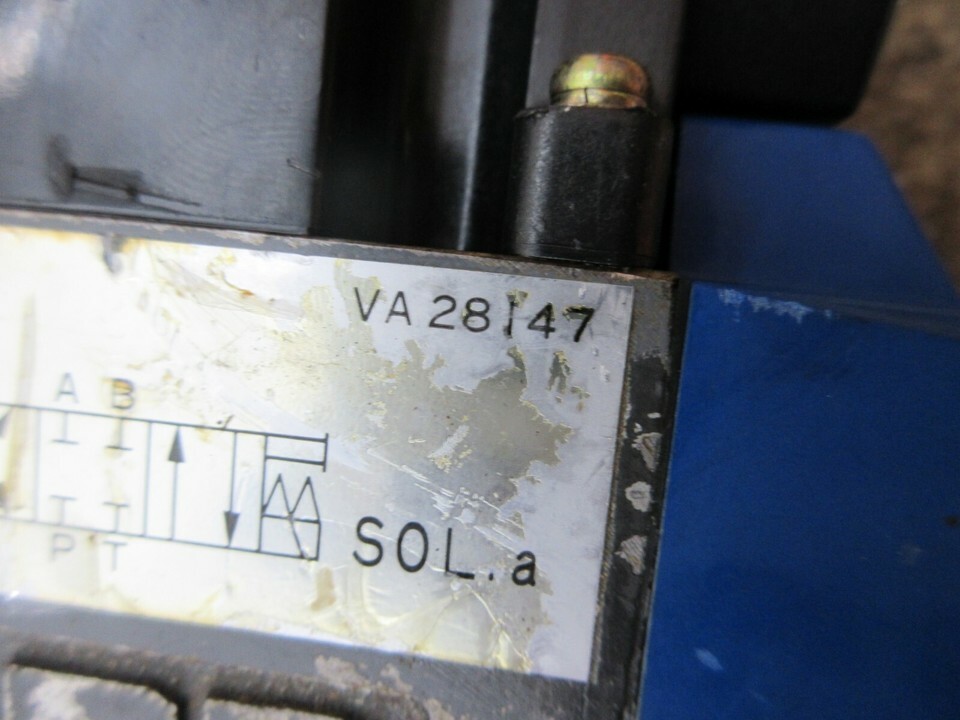 VA 28147
A B
P T
SOL. a